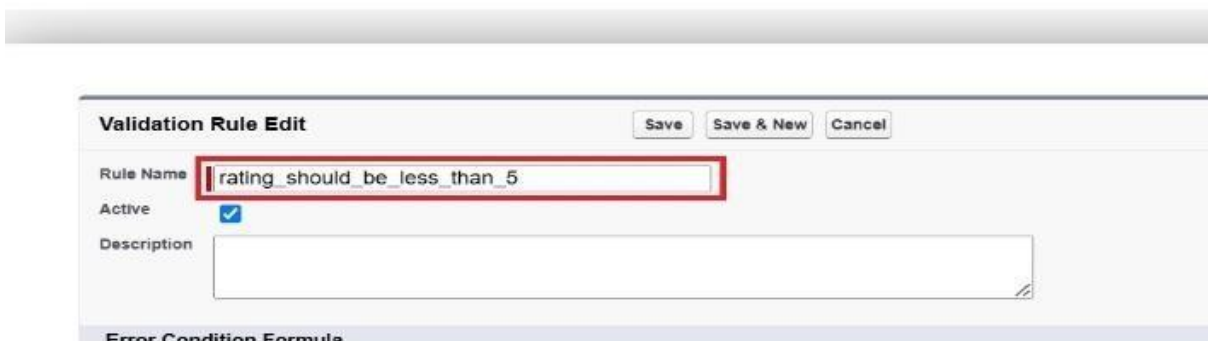 Validation Rule Edit Save Save & New Cancel
Rule Name rating_should_be_less_than_5
Active
Description
Error Condition Formula